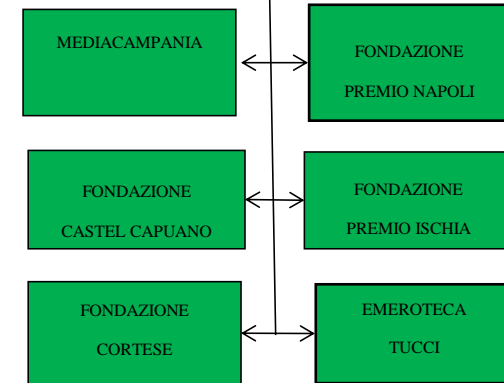 MEDIACAMPANIA
FONDAZIONE
PREMIO NAPOLI
FONDAZIONE
CASTEL CAPUANO
FONDAZIONE
PREMIO ISCHIA
FONDAZIONE
CORTESE
EMEROTECA
TUCCI